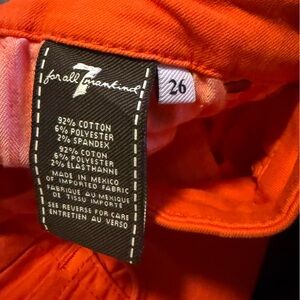 7
for all mankind
26
92% COTTON
6% POLYESTER
2% SPANDEX
92% COTON
6% POLYESTER
2% ELASTHANNE
MADE IN MEXICO
OF IMPORTED FABRIC
FABRIQUE AU MEXIQUE
DE TISSU IMPORTE
SEE REVERSE FOR CARE
ENTRETIEN AU VERSO